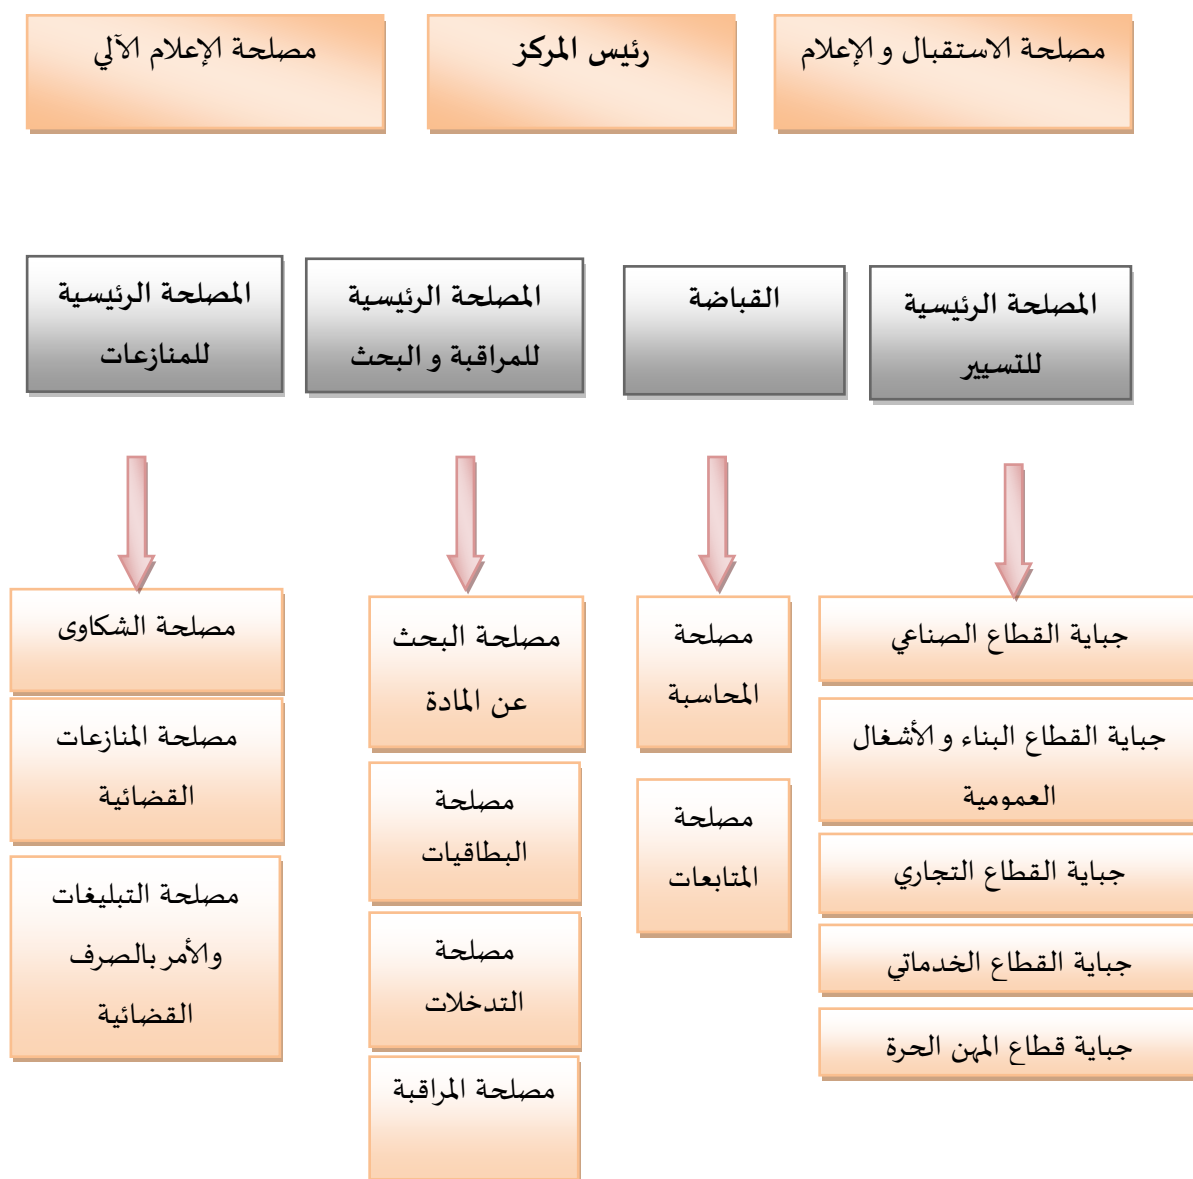 مصلحة الاستقبال و الإعلام
رئيس المركز
مصلحة الإعلام الآلي
المصلحة الرئيسية
للتسيير
القباضة
المصلحة الرئيسية
للمراقبة و البحث
المصلحة الرئيسية
للمنازعات
جباية القطاع الصناعي
جباية القطاع البناء و الأشغال
العمومية
جباية القطاع التجاري
جباية القطاع الخدماتي
جباية قطاع المهن الحرة
مصلحة
المحاسبة
مصلحة
المتابعات
مصلحة البحث
عن المادة
مصلحة
البطاقيات
مصلحة
التدخلات
مصلحة المراقبة
مصلحة الشكاوى
مصلحة المنازعات
القضائية
مصلحة التبليغات
والأمر بالصرف
القضائية